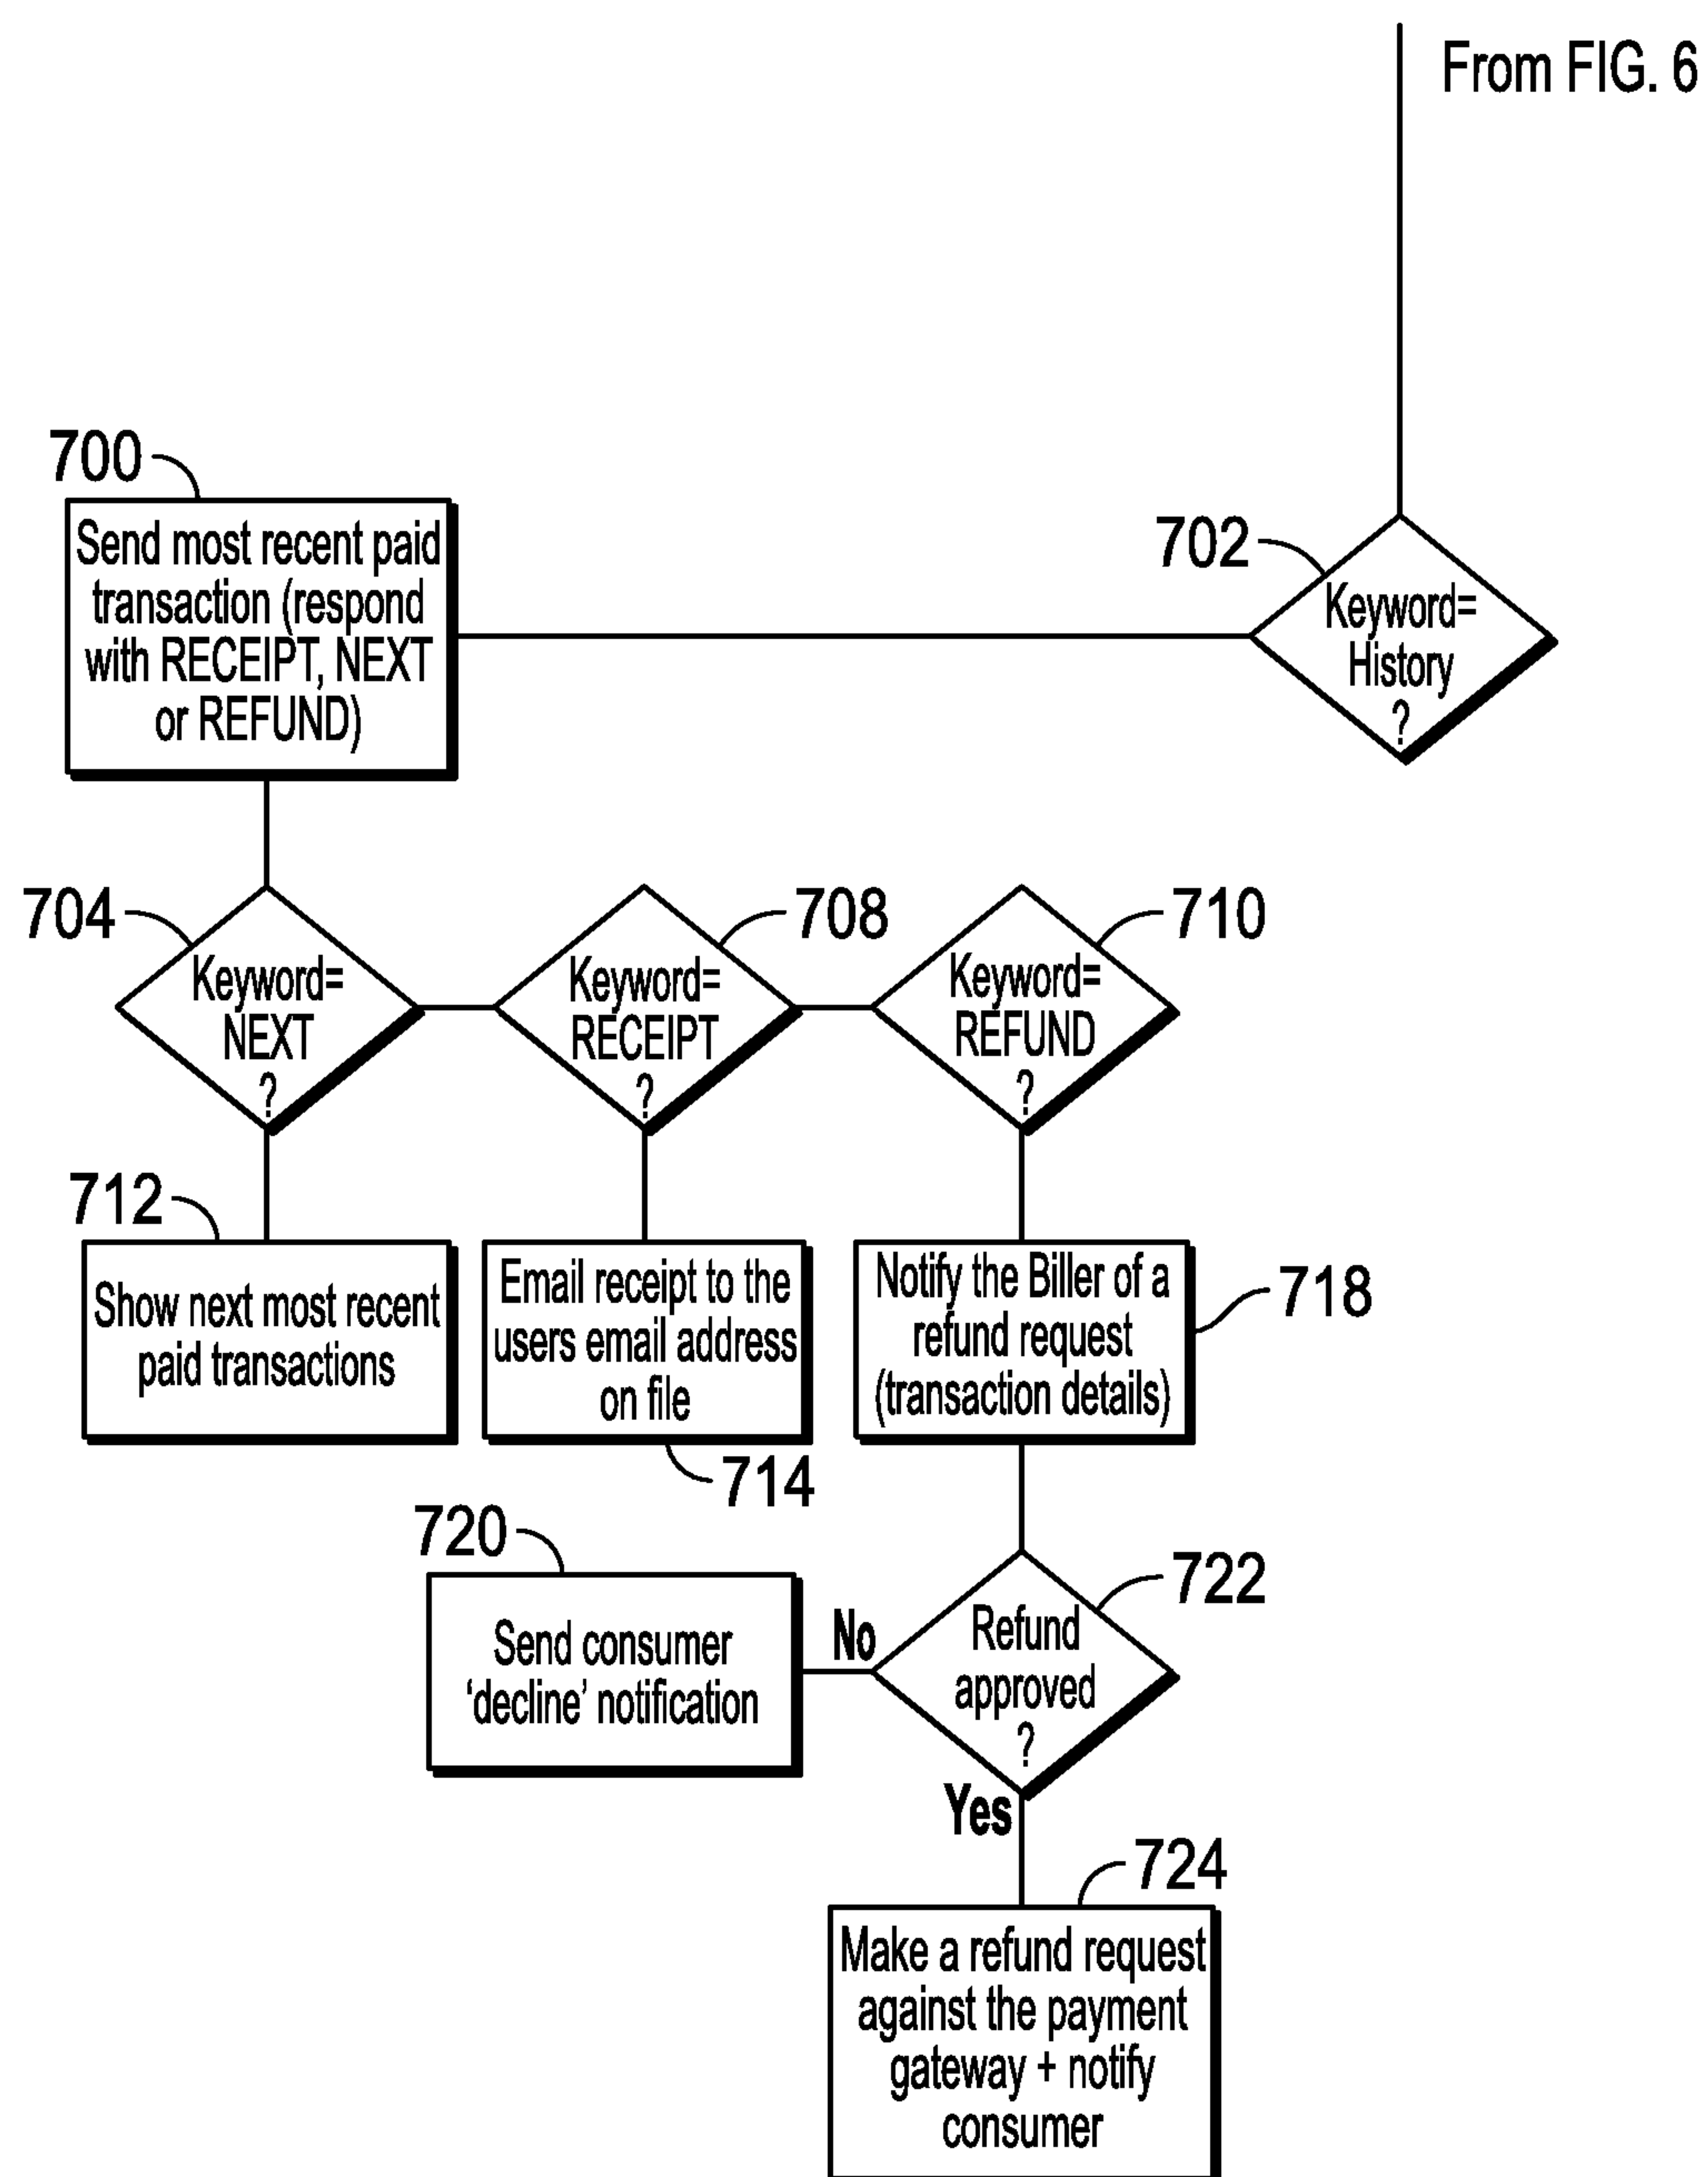 From FIG. 6
700
Send most recent paid
transaction (respond
with RECEIPT, NEXT
or REFUND)
702
Keyword=
History
?
704
Keyword=
NEXT
?
708
Keyword=
RECEIPT
?
710
Keyword=
REFUND
?
712
Show next most recent
paid transactions
Email receipt to the
users email address
on file
714
Notify the Biller of a
refund request
(transaction details)
718
720
Send consumer
‘decline’ notification
No
722
Refund
approved
?
Yes
724
Make a refund request
against the payment
gateway + notify
consumer